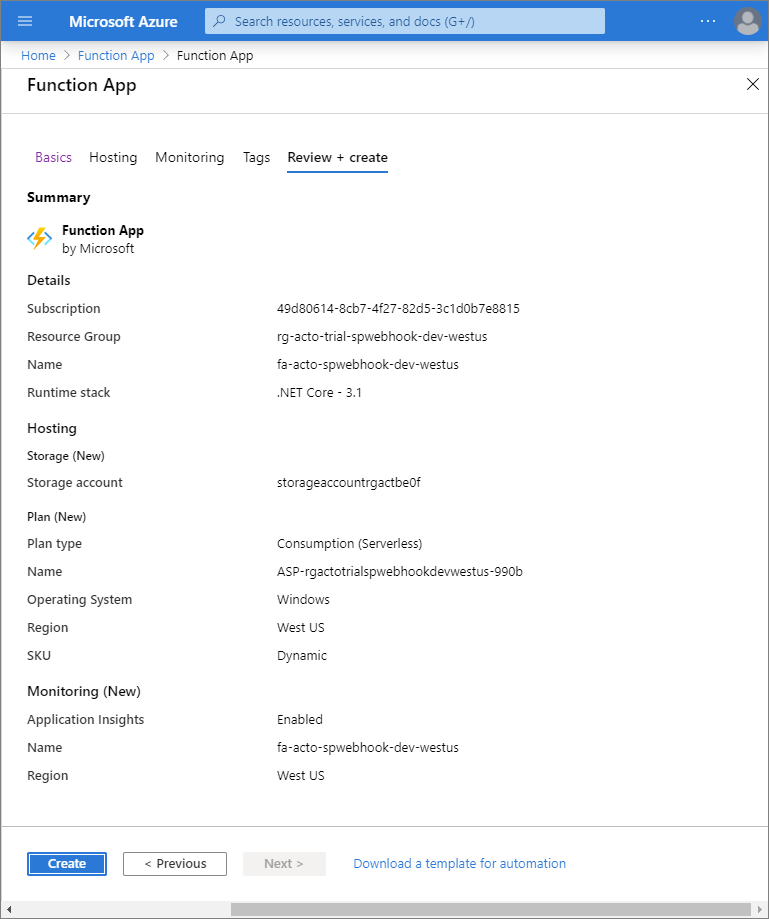 Microsoft Azure
Search resources, services, and docs (G+/)
...
Home > Function App > Function App
Function App
Basics Hosting Monitoring Tags Review + create
Summary
Function App
by Microsoft
Details
Subscription 49d80614-8cb7-4f27-82d5-3c1d0b7e8815
Resource Group rg-acto-trial-spwebhook-dev-westus
Name fa-acto-spwebhook-dev-westus
Runtime stack .NET Core - 3.1
Hosting
Storage (New)
Storage account storageaccountrgactbe0f
Plan (New)
Plan type Consumption (Serverless)
Name ASP-rgactotrialspwebhookdevwestus-990b
Operating System Windows
Region West US
SKU Dynamic
Monitoring (New)
Application Insights Enabled
Name fa-acto-spwebhook-dev-westus
Region West US
Create < Previous Next > Download a template for automation